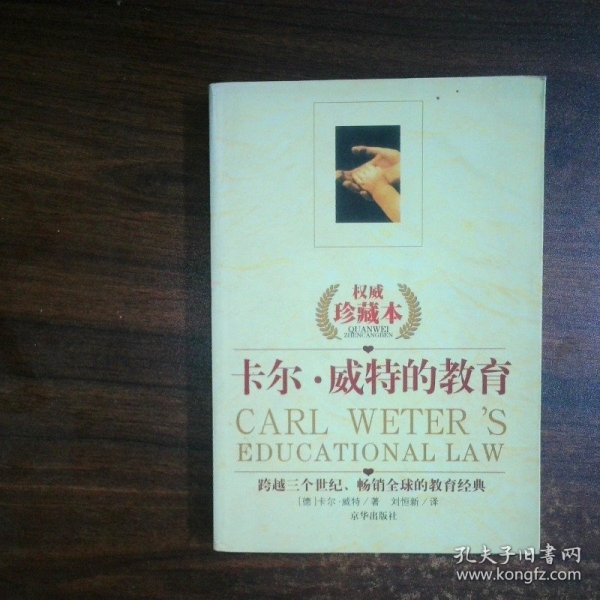 权威
珍藏本
QUANWEI
ZHENCANGBEN
卡尔·威特的教育
CARL WETER'S
EDUCATIONAL LAW
跨越三个世纪、畅销全球的教育经典
[德]卡尔·威特/著 刘恒新/译
京华出版社
孔夫子旧书网
www.kongfz.com